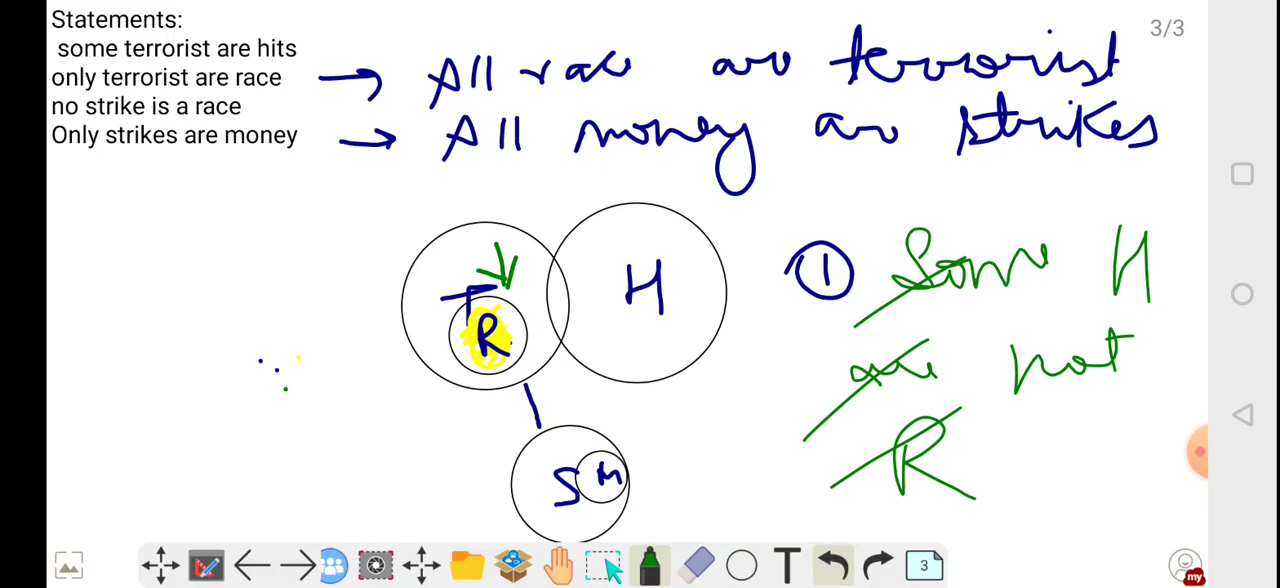 Statements:
some terrorist are hits
only terrorist are race
no strike is a race
Only strikes are money
3/3
All race are terrorist
All money are strikes
T
R
H
S
M
1
Some H
are not
R
T
3
my